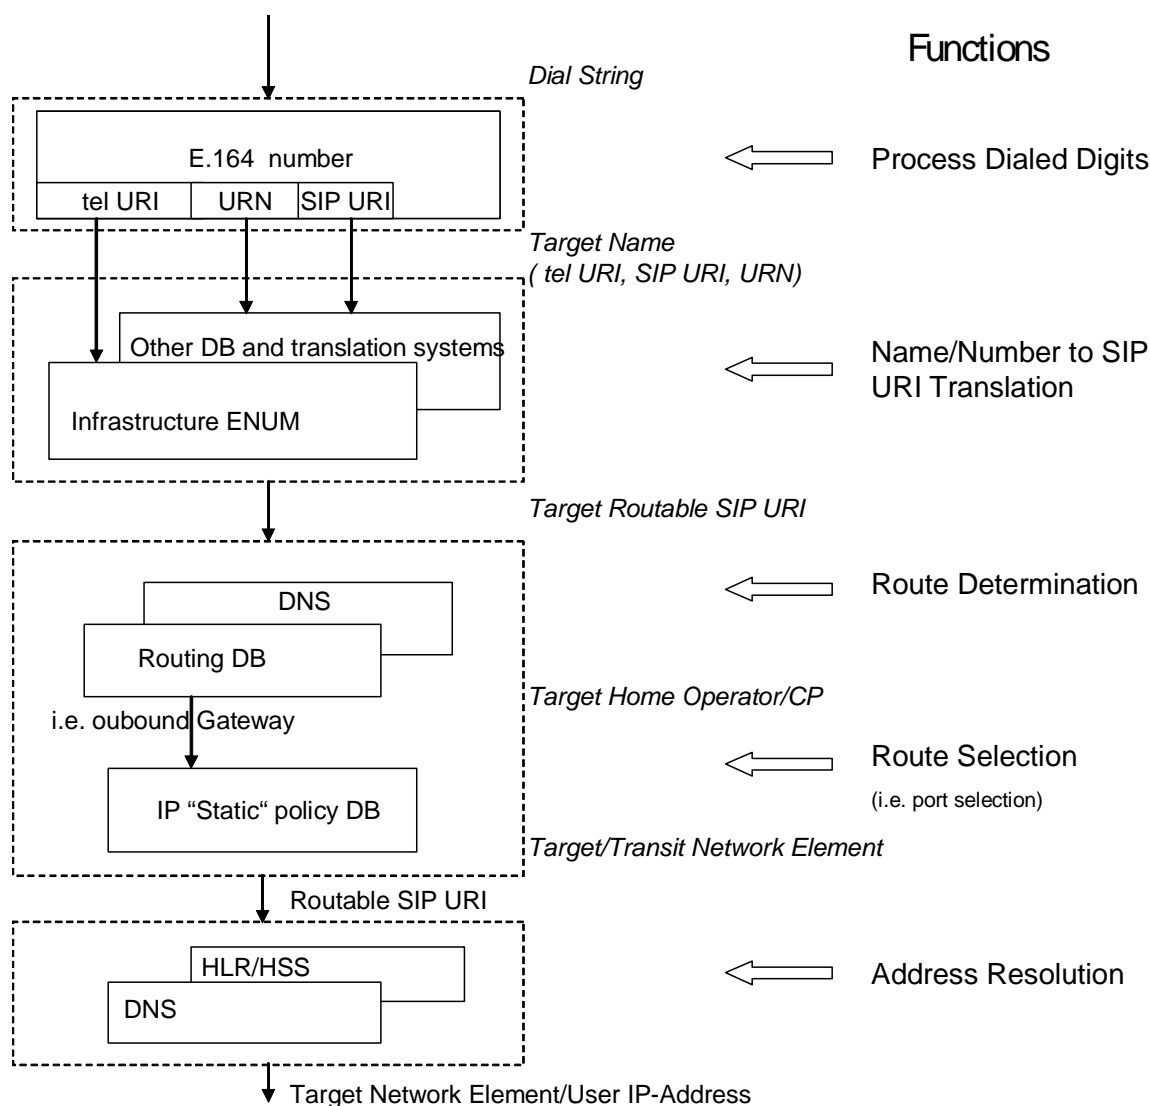 Functions
Dial String
E.164 number
Process Dialed Digits
tel URI
URN
SIP URI
Target Name
( tel URI, SIP URI, URN)
Other DB and translation systems
Name/Number to SIP
URI Translation
Infrastructure ENUM
Target Routable SIP URI
DNS
Route Determination
Routing DB
Target Home Operator/CP
i.e. oubound Gateway
Route Selection
(i.e. port selection)
IP “Static“ policy DB
Target/Transit Network Element
Routable SIP URI
HLR/HSS
Address Resolution
DNS
Target Network Element/User IP-Address